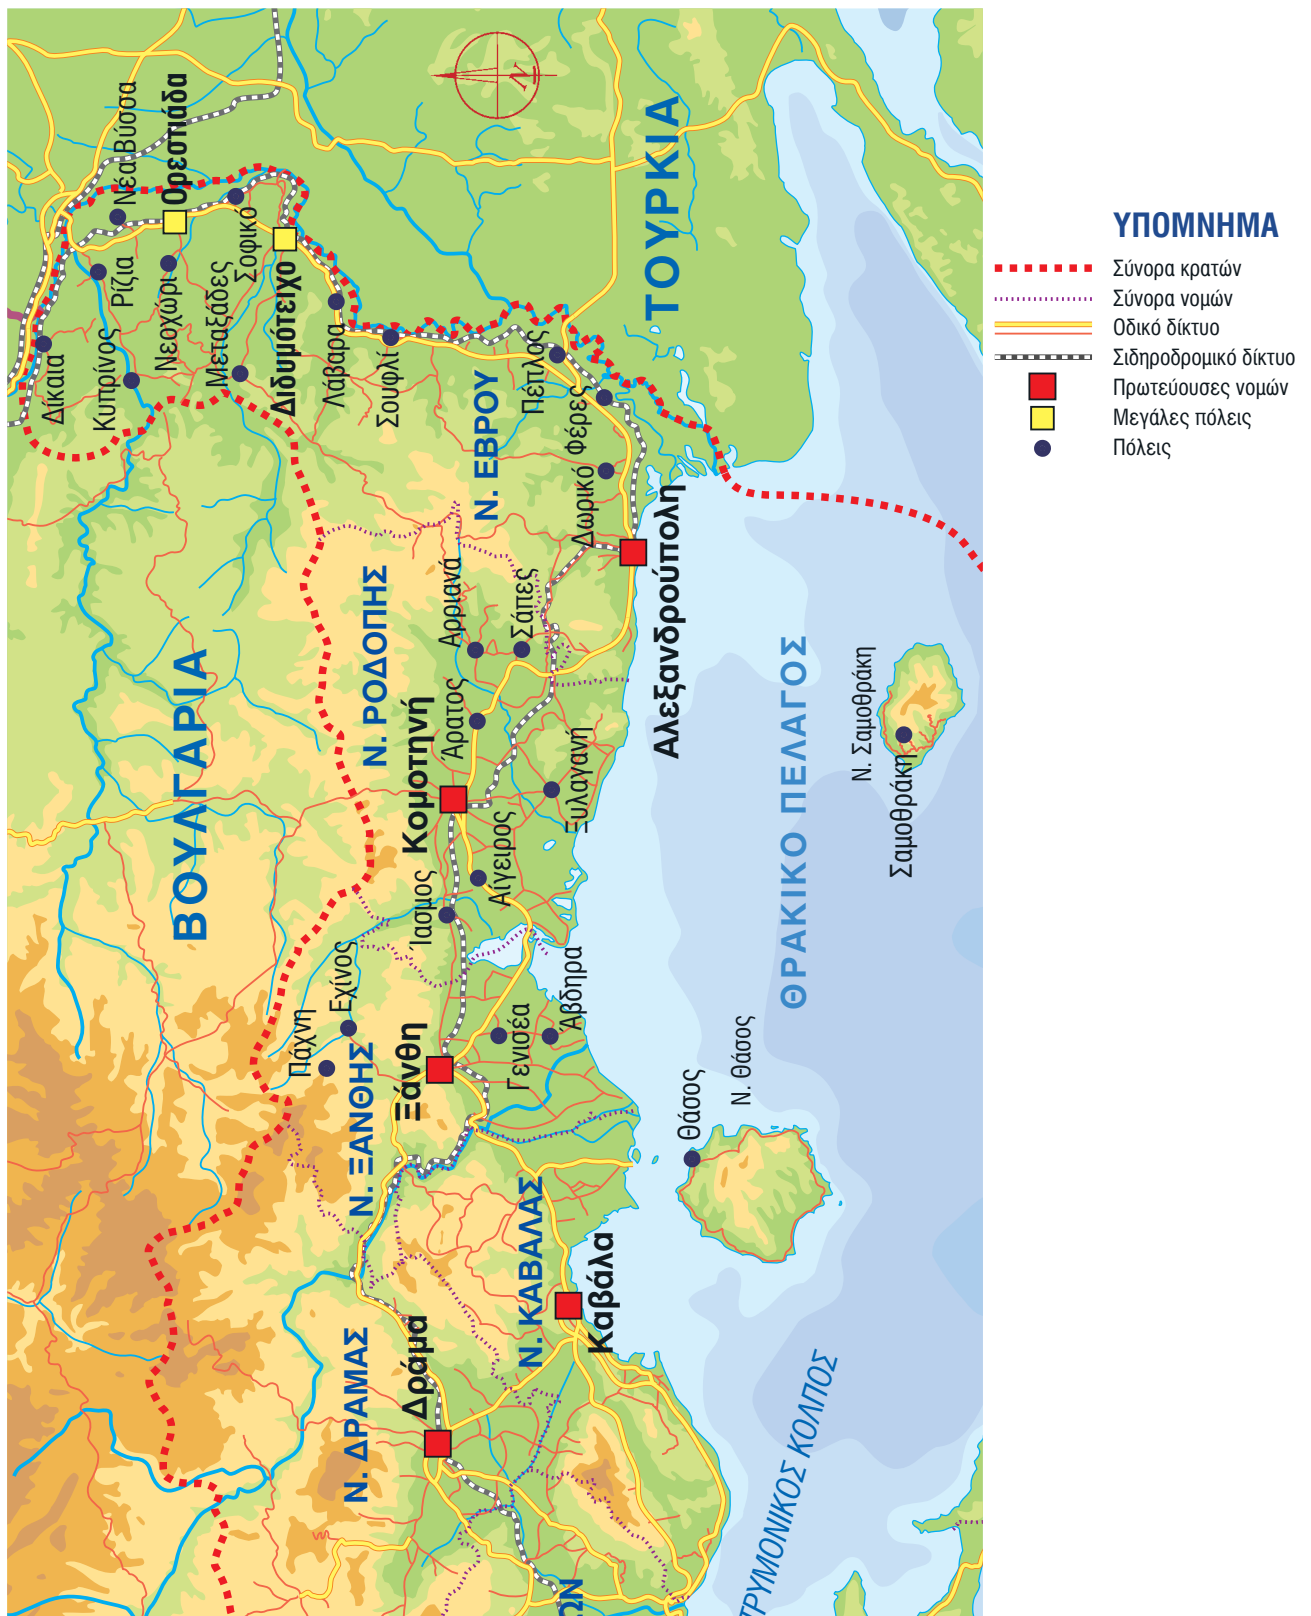 ΥΠΟΜΝΗΜΑ
Σύνορα κρατών
Σύνορα νομών
Οδικό δίκτυο
Σιδηροδρομικό δίκτυο
Πρωτεύουσες νομών
Μεγάλες πόλεις
Πόλεις
N
ΒΟΥΛΓΑΡΙΑ
ΤΟΥΡΚΙΑ
Ν. ΕΒΡΟΥ
Ν. ΡΟΔΟΠΗΣ
Ν. ΞΑΝΘΗΣ
Ν. ΔΡΑΜΑΣ
Ν. ΚΑΒΑΛΑΣ
Δίκαια
Κυπρίνος
Ρίζια
Νέα Βύσσα
Ορεστιάδα
Νεοχώρι
Μεταξάδες
Σοφικό
Διδυμότειχο
Λάβαρα
Σουφλί
Πέπλος
Φέρες
Δωρικό
Αλεξανδρούπολη
Αρριανά
Σάπες
Άρατος
Κομοτηνή
Ξυλαγανή
Αίγειρος
Ίασμος
Εχίνος
Πάχνη
Ξάνθη
Γενισέα
Άβδηρα
Δράμα
Καβάλα
Θάσος
Ν. Θάσος
Ν. Σαμοθράκη
Σαμοθράκη
ΘΡΑΚΙΚΟ ΠΕΛΑΓΟΣ
ΤΡΥΜΟΝΙΚΟΣ ΚΟΛΠΟΣ
ΩΝ